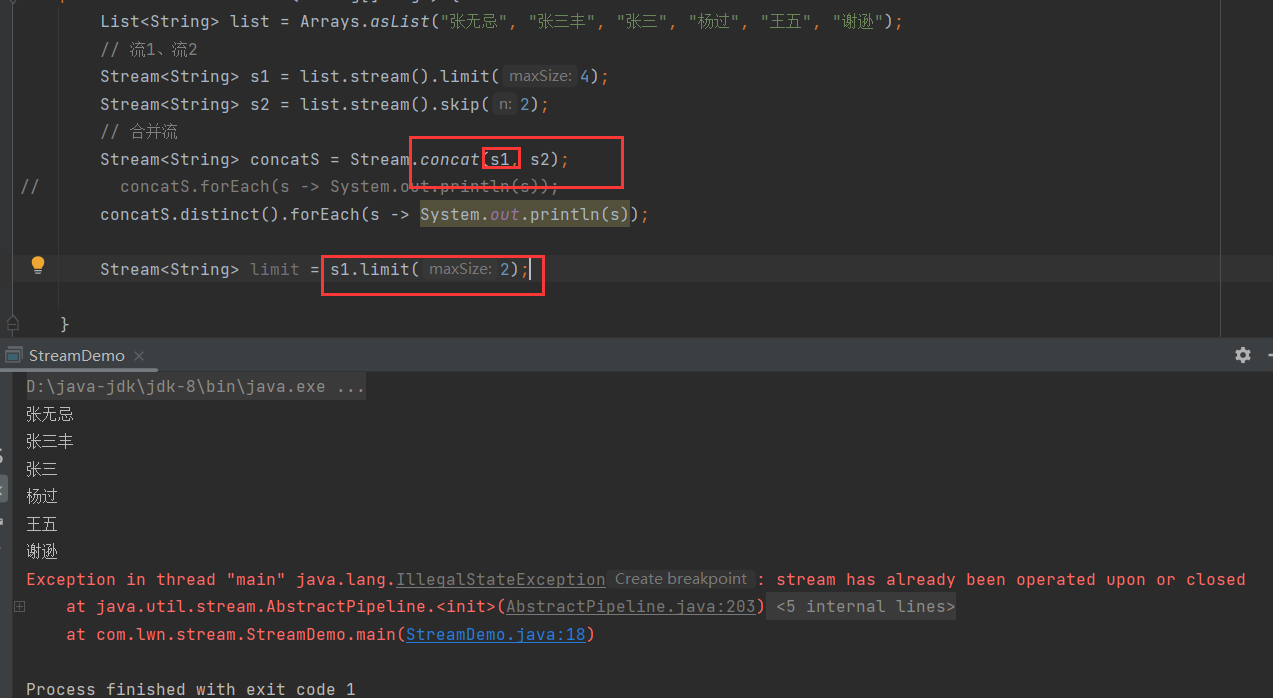 List<String> list = Arrays.asList("张无忌", "张三丰", "张三", "杨过", "王五", "谢逊");
// 流1、流2
Stream<String> s1 = list.stream().limit( maxSize: 4);
Stream<String> s2 = list.stream().skip( n: 2);
// 合并流
Stream<String> concatS = Stream.concat(s1, s2);
// concatS.forEach(s -> System.out.println(s));
concatS.distinct().forEach(s -> System.out.println(s));
Stream<String> limit = s1.limit( maxSize: 2);
}
StreamDemo
D:\java-jdk\jdk-8\bin\java.exe ...
张无忌
张三丰
张三
杨过
王五
谢逊
Exception in thread "main" java.lang.IllegalStateException Create breakpoint : stream has already been operated upon or closed
at java.util.stream.AbstractPipeline.<init>(AbstractPipeline.java:203) <5 internal lines>
at com.lwn.stream.StreamDemo.main(StreamDemo.java:18)
Process finished with exit code 1